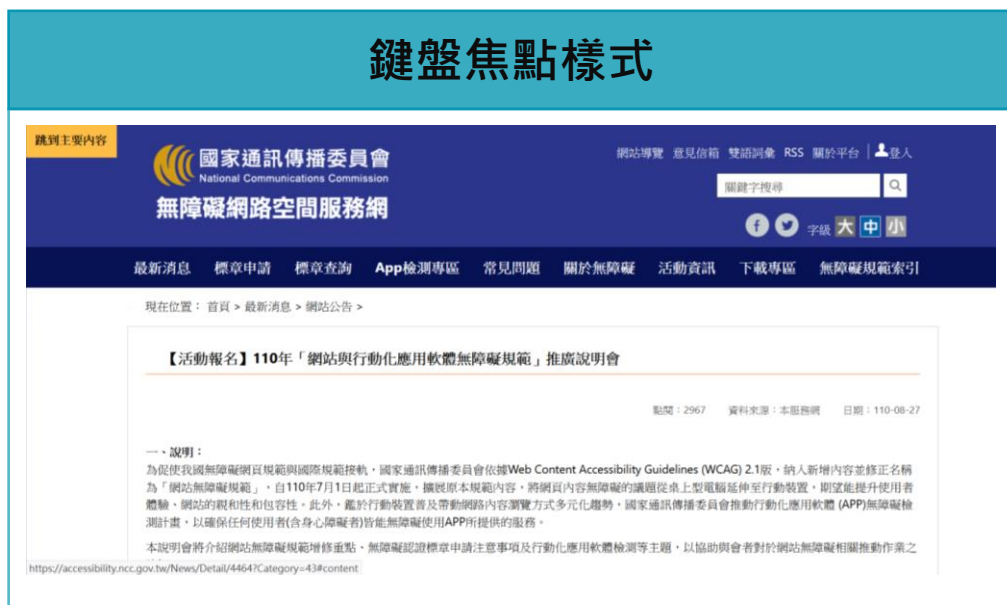 鍵盤焦點樣式
跳到主要內容
國家通訊傳播委員會
National Communications Commission
無障礙網路空間服務網
網站導覽 意見信箱 雙語詞彙 RSS 關於平台 | 登入
關鍵字搜尋
字級 大 中 小
最新消息 標章申請 標章查詢 App檢測專區 常見問題 關於無障礙 活動資訊 下載專區 無障礙規範索引
現在位置： 首頁 > 最新消息 > 網站公告 >
【活動報名】110年「網站與行動化應用軟體無障礙規範」推廣說明會
點閱：2967 資料來源：本服務網 日期：110-08-27
一、說明：
為促使我國無障礙網頁規範與國際規範接軌，國家通訊傳播委員會依據Web Content Accessibility Guidelines (WCAG) 2.1版，納入新增內容並修正名稱
為「網站無障礙規範」，自110年7月1日起正式實施，擴展原本規範內容，將網頁內容無障礙的議題從桌上型電腦延伸至行動裝置，期望能提升使用者
體驗、網站的親和性和包容性。此外，鑑於行動裝置普及帶動網路內容瀏覽方式多元化趨勢，國家通訊傳播委員會推動行動化應用軟體 (APP)無障礙檢
測計畫，以確保任何使用者(含身心障礙者)皆能無障礙使用APP所提供的服務。
本說明會將介紹網站無障礙規範增修重點、無障礙認證標章申請注意事項及行動化應用軟體檢測等主題，以協助與會者對於網站無障礙相關推動作業之
https://accessibility.ncc.gov.tw/News/Detail/4464?Category=43#content